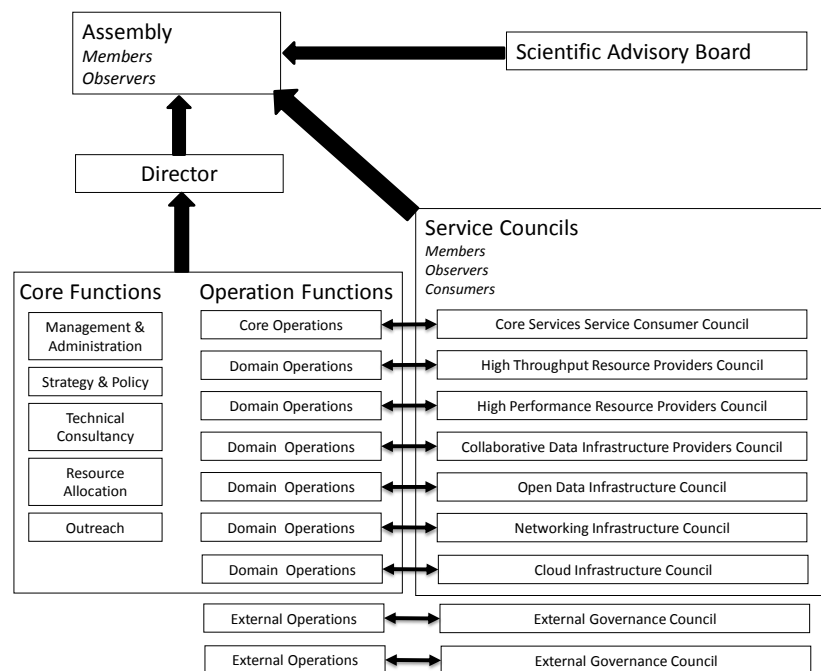 Assembly
Members
Observers
Scientific Advisory Board
Director
Service Councils
Members
Observers
Consumers
Core Functions
Operation Functions
Management &
Administration
Strategy & Policy
Technical
Consultancy
Resource
Allocation
Outreach
Core Operations
Core Services Service Consumer Council
Domain Operations
High Throughput Resource Providers Council
Domain Operations
High Performance Resource Providers Council
Domain Operations
Collaborative Data Infrastructure Providers Council
Domain Operations
Open Data Infrastructure Council
Domain Operations
Networking Infrastructure Council
Domain Operations
Cloud Infrastructure Council
External Operations
External Governance Council
External Operations
External Governance Council